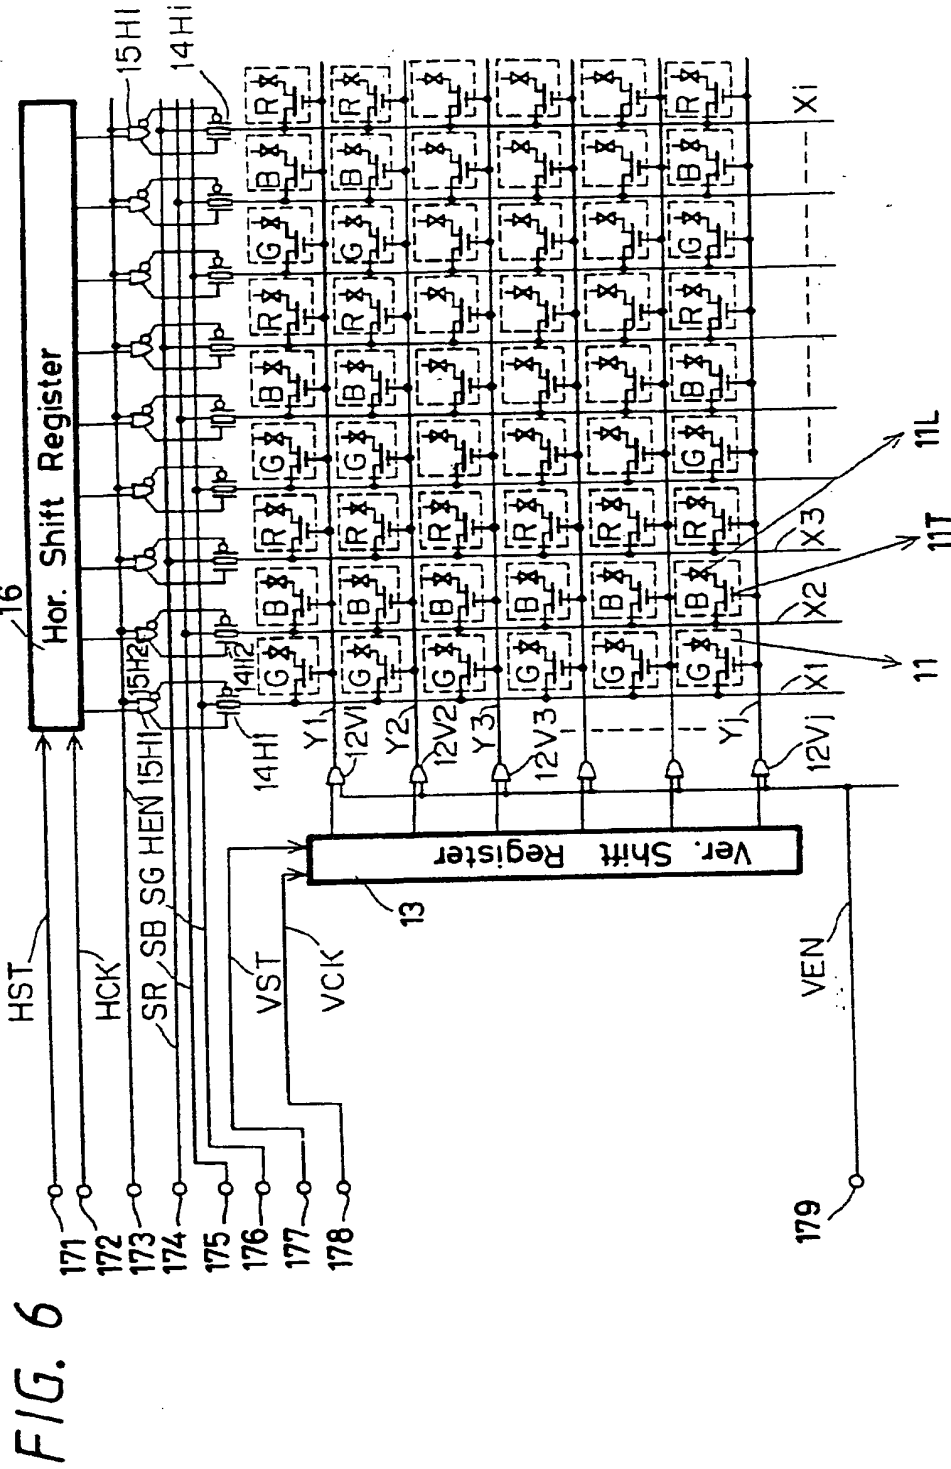 FIG. 6
16
Hor. Shift Register
15H1
14Hi
HST
HCK
SR
SB
SG
HEN
15H1
15H2
14H2
14H1
171
172
173
174
175
176
177
178
179
VST
VCK
VEN
13
Ver. Shift
Register
Y1
12V1
Y2
12V2
Y3
12V3
Yj
12Vj
G B R G B R G B R
G B R G B R G B R
G B R
G B R
G B R
G B R G B R G B R
X1
X2
X3
Xi
11
11T
11L